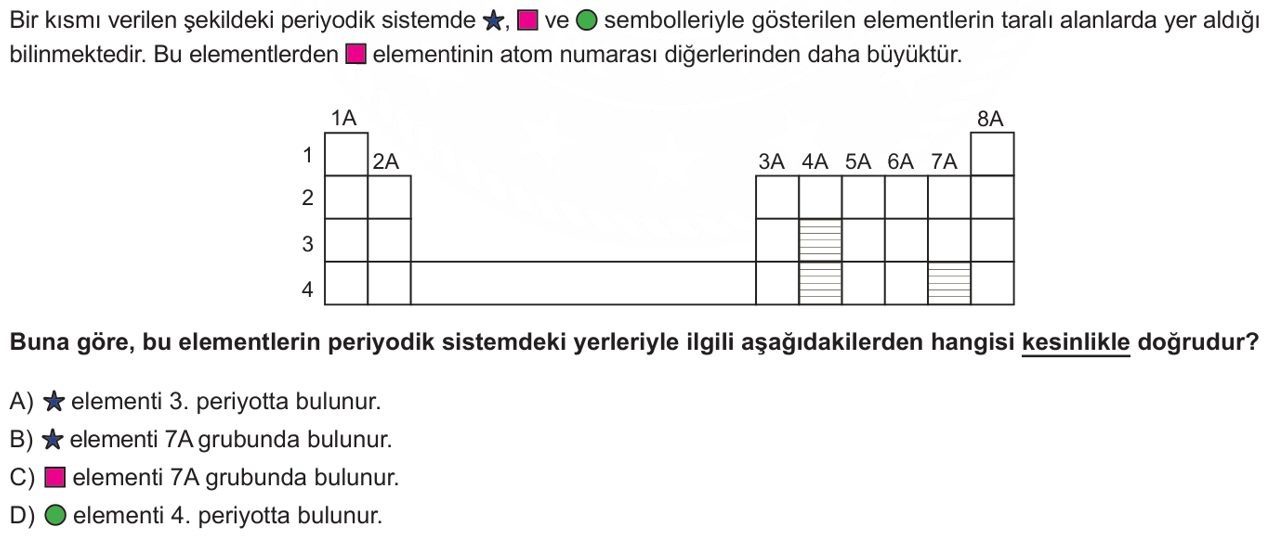 Bir kısmı verilen şekildeki periyodik sistemde ★, ■ ve ● sembolleriyle gösterilen elementlerin taralı alanlarda yer aldığı
bilinmektedir. Bu elementlerden ■ elementinin atom numarası diğerlerinden daha büyüktür.
1A 8A
1 2A 3A 4A 5A 6A 7A
2
3
4
Buna göre, bu elementlerin periyodik sistemdeki yerleriyle ilgili aşağıdakilerden hangisi kesinlikle doğrudur?
A) ★ elementi 3. periyotta bulunur.
B) ★ elementi 7A grubunda bulunur.
C) ■ elementi 7A grubunda bulunur.
D) ● elementi 4. periyotta bulunur.